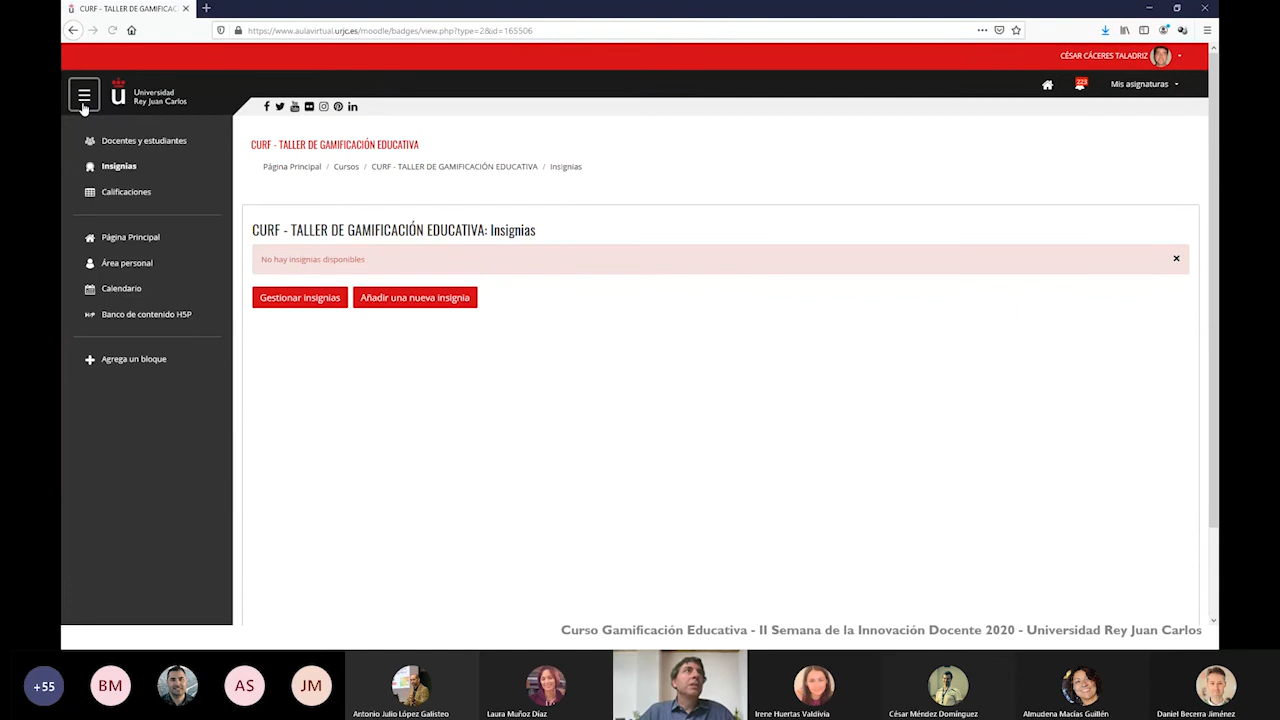 CURF - TALLER DE GAMIFICAC
https://www.aulavirtual.urjc.es/moodle/badges/view.php?type=2&id=165506
CÉSAR CÁCERES TALADRIZ
Universidad
Rey Juan Carlos
223
Mis asignaturas
Docentes y estudiantes
Insignias
Calificaciones
Página Principal
Área personal
Calendario
H5P Banco de contenido H5P
Agrega un bloque
CURF - TALLER DE GAMIFICACIÓN EDUCATIVA
Página Principal / Cursos / CURF - TALLER DE GAMIFICACIÓN EDUCATIVA / Insignias
CURF - TALLER DE GAMIFICACIÓN EDUCATIVA: Insignias
No hay insignias disponibles
Gestionar insignias
Añadir una nueva insignia
Curso Gamificación Educativa - II Semana de la Innovación Docente 2020 - Universidad Rey Juan Carlos
+55
BM
AS
JM
Antonio Julio López Galisteo
Laura Muñoz Díaz
Irene Huertas Valdivia
César Méndez Domínguez
Almudena Macías Guillén
Daniel Becerra Jiménez